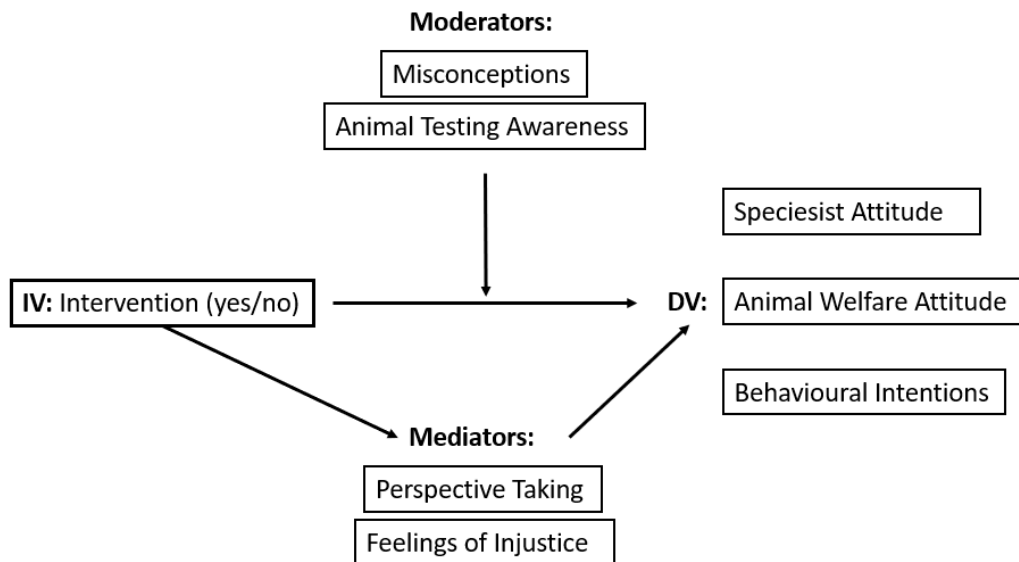 Moderators:
Misconceptions
Animal Testing Awareness
Speciesist Attitude
IV: Intervention (yes/no)
DV:
Animal Welfare Attitude
Behavioural Intentions
Mediators:
Perspective Taking
Feelings of Injustice